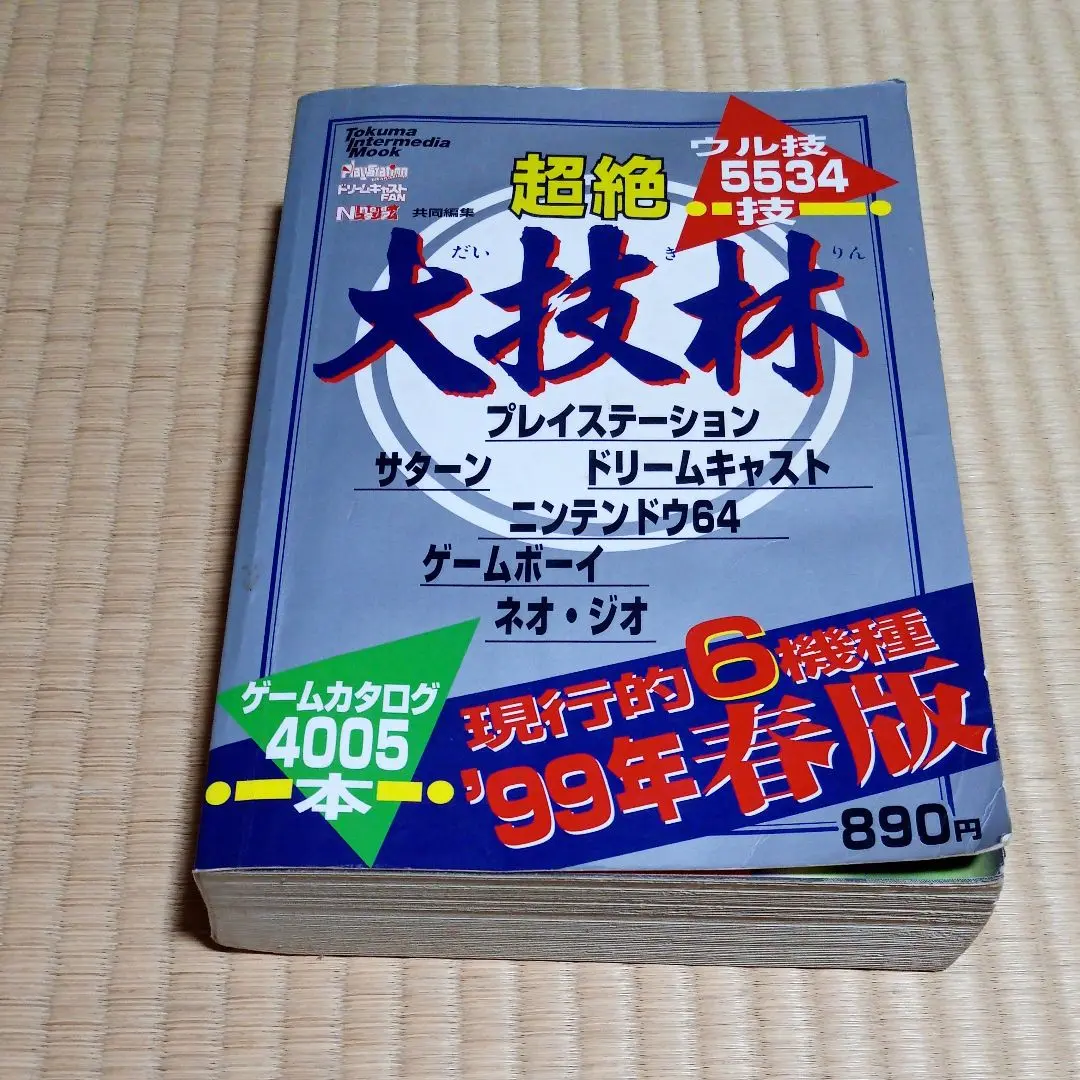 Tokuma
Intermedia
Mook
PlayStation
ドリームキャスト
FAN
共同編集
超絶
ウル技
5534
技
だい ぎ りん
大技林
プレイステーション
サターン ドリームキャスト
ニンテンドウ64
ゲームボーイ
ネオ・ジオ
現行的6機種
'99年春版
ゲームカタログ
4005
本
890円